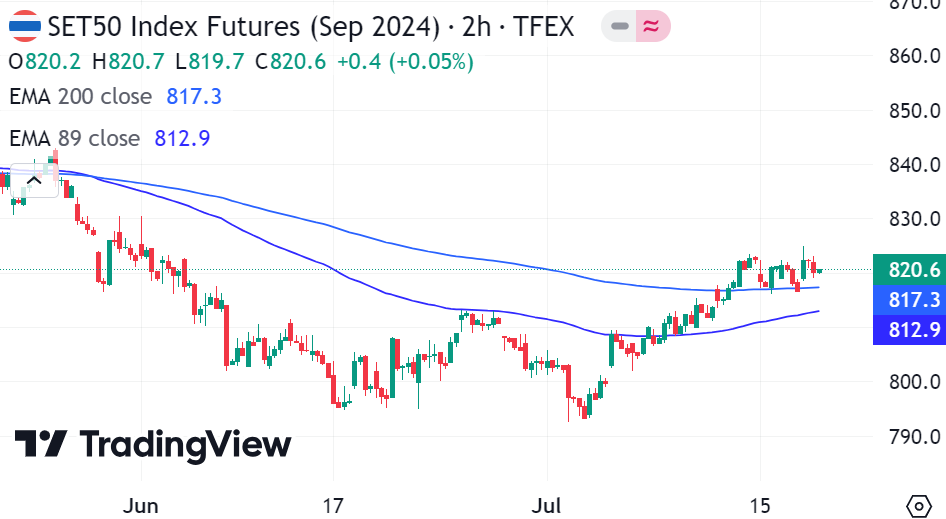 SET50 Index Futures (Sep 2024) · 2h · TFEX
O820.2 H820.7 L819.7 C820.6 +0.4 (+0.05%)
EMA 200 close 817.3
EMA 89 close 812.9
870.0
860.0
850.0
840.0
830.0
820.6
817.3
812.9
800.0
790.0
TradingView
Jun 17 Jul 15